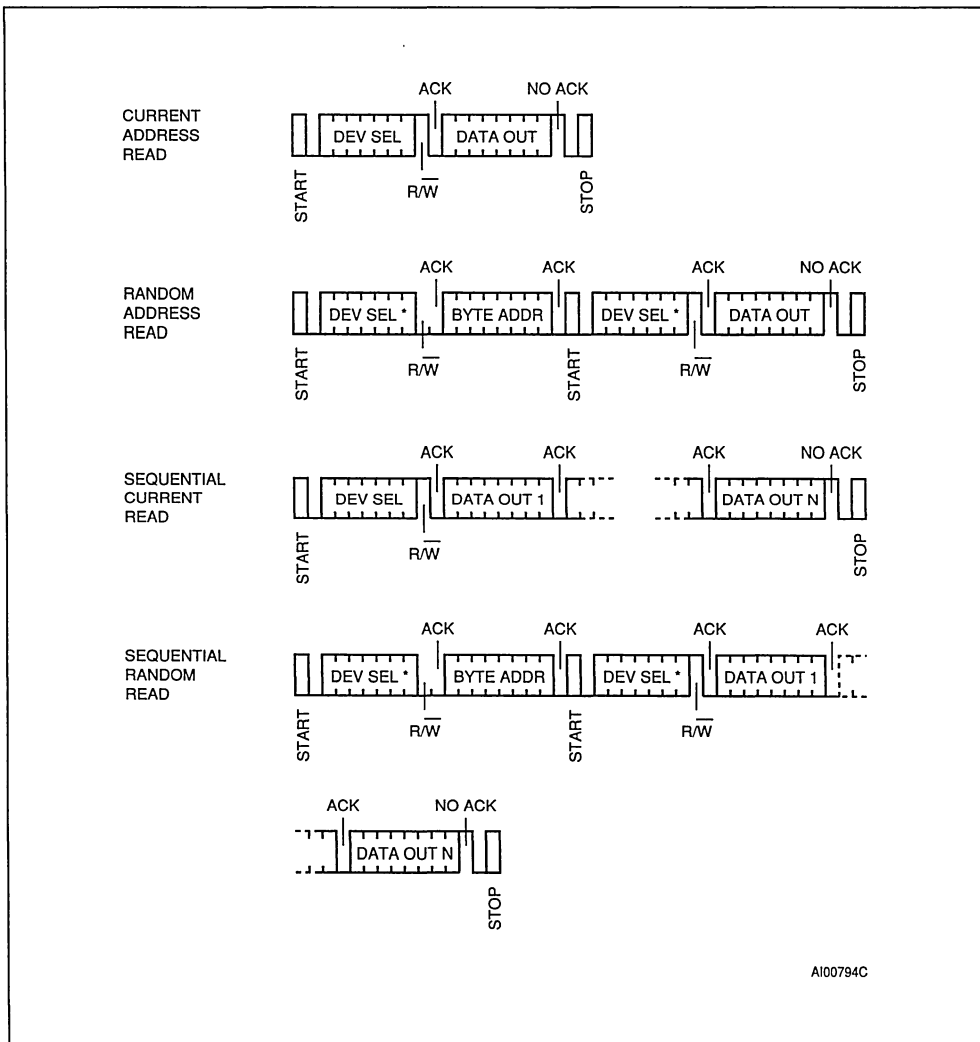 ACK NO ACK
CURRENT
ADDRESS
READ
DEV SEL DATA OUT
R/W̅
START STOP
ACK ACK ACK NO ACK
RANDOM
ADDRESS
READ
DEV SEL * BYTE ADDR DEV SEL * DATA OUT
R/W̅ R/W̅
START START STOP
ACK ACK ACK NO ACK
SEQUENTIAL
CURRENT
READ
DEV SEL DATA OUT 1 DATA OUT N
R/W̅
START STOP
ACK ACK ACK ACK
SEQUENTIAL
RANDOM
READ
DEV SEL * BYTE ADDR DEV SEL * DATA OUT 1
R/W̅ R/W̅
START START
ACK NO ACK
DATA OUT N
STOP
AI00794C